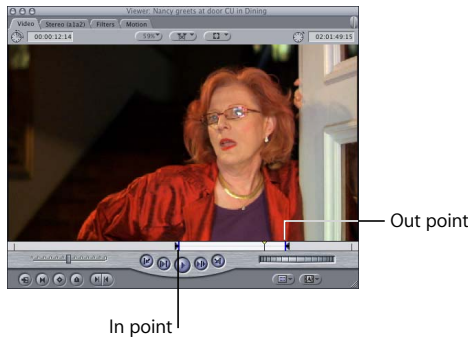 Viewer: Nancy greets at door CU in Dining
Video Stereo (a1a2) Filters Motion
00:00:12:14 59% 02:01:49:15
Out point
In point